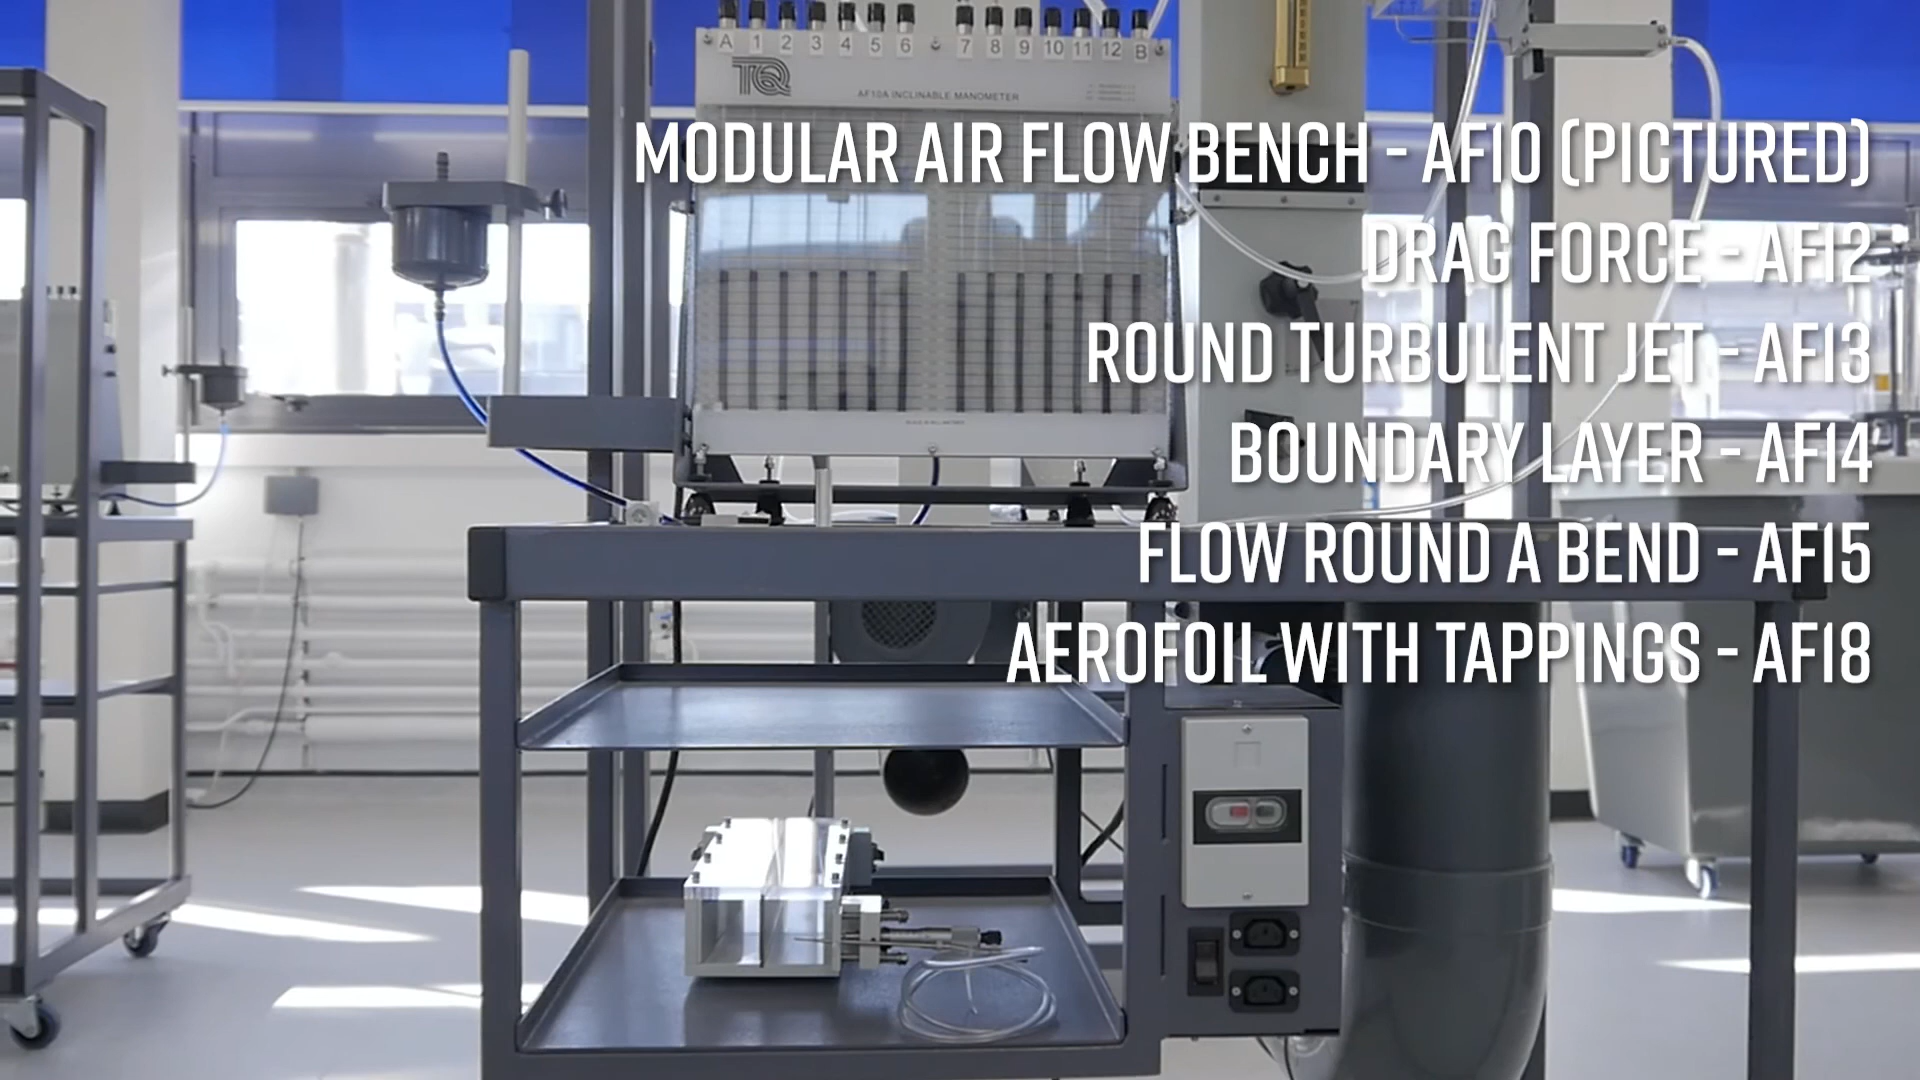 A 1 2 3 4 5 6 7 8 9 10 11 12 B
TQ
AF10A INCLINABLE MANOMETER
MODULAR AIR FLOW BENCH - AF10 (PICTURED)
DRAG FORCE - AF12
ROUND TURBULENT JET - AF13
BOUNDARY LAYER - AF14
FLOW ROUND A BEND - AF15
AEROFOIL WITH TAPPINGS - AF18